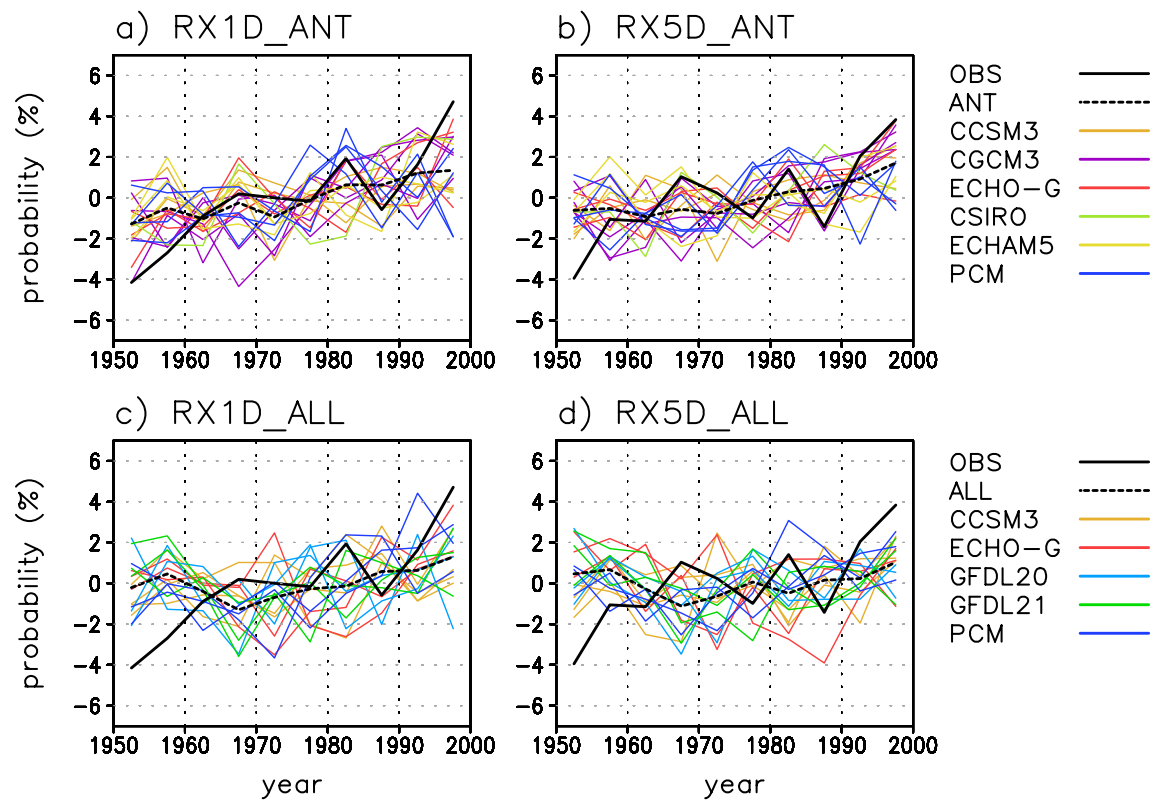 a) RX1D_ANT
b) RX5D_ANT
probability (%)
6
4
2
0
−2
−4
−6
1950 1960 1970 1980 1990 2000
6
4
2
0
−2
−4
−6
1950 1960 1970 1980 1990 2000
OBS
ANT
CCSM3
CGCM3
ECHO−G
CSIRO
ECHAM5
PCM
c) RX1D_ALL
d) RX5D_ALL
probability (%)
6
4
2
0
−2
−4
−6
1950 1960 1970 1980 1990 2000
year
6
4
2
0
−2
−4
−6
1950 1960 1970 1980 1990 2000
year
OBS
ALL
CCSM3
ECHO−G
GFDL20
GFDL21
PCM